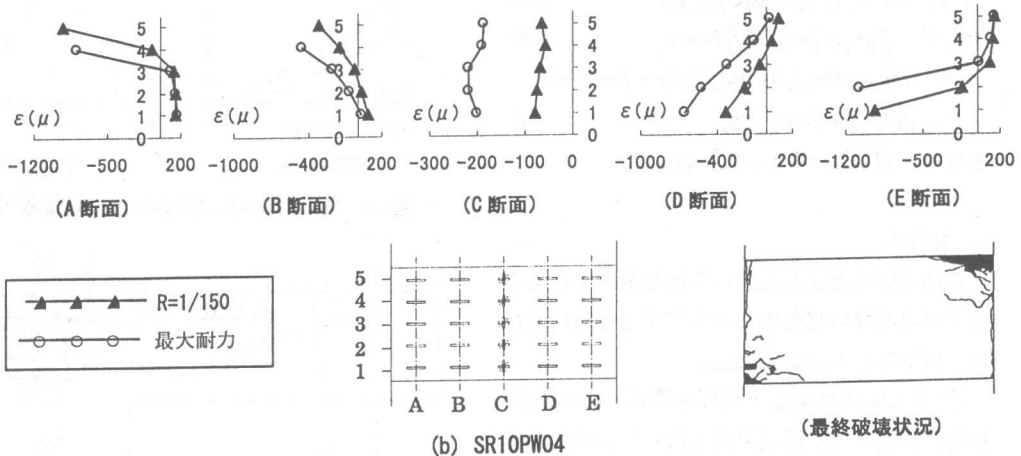 5 4 3 2 1 0
ε(μ)
-1200 -500 200
(A 断面)
5 4 3 2 1 0
ε(μ)
-1000 -400 200
(B 断面)
5 4 3 2 1 0
ε(μ)
-300 -200 -100 0
(C 断面)
5 4 3 2 1 0
ε(μ)
-1000 -400 200
(D 断面)
5 4 3 2 1 0
ε(μ)
-1200 -500 200
(E 断面)
R=1/150
最大耐力
5
4
3
2
1
A B C D E
(b) SR10PW04
(最終破壊状況)